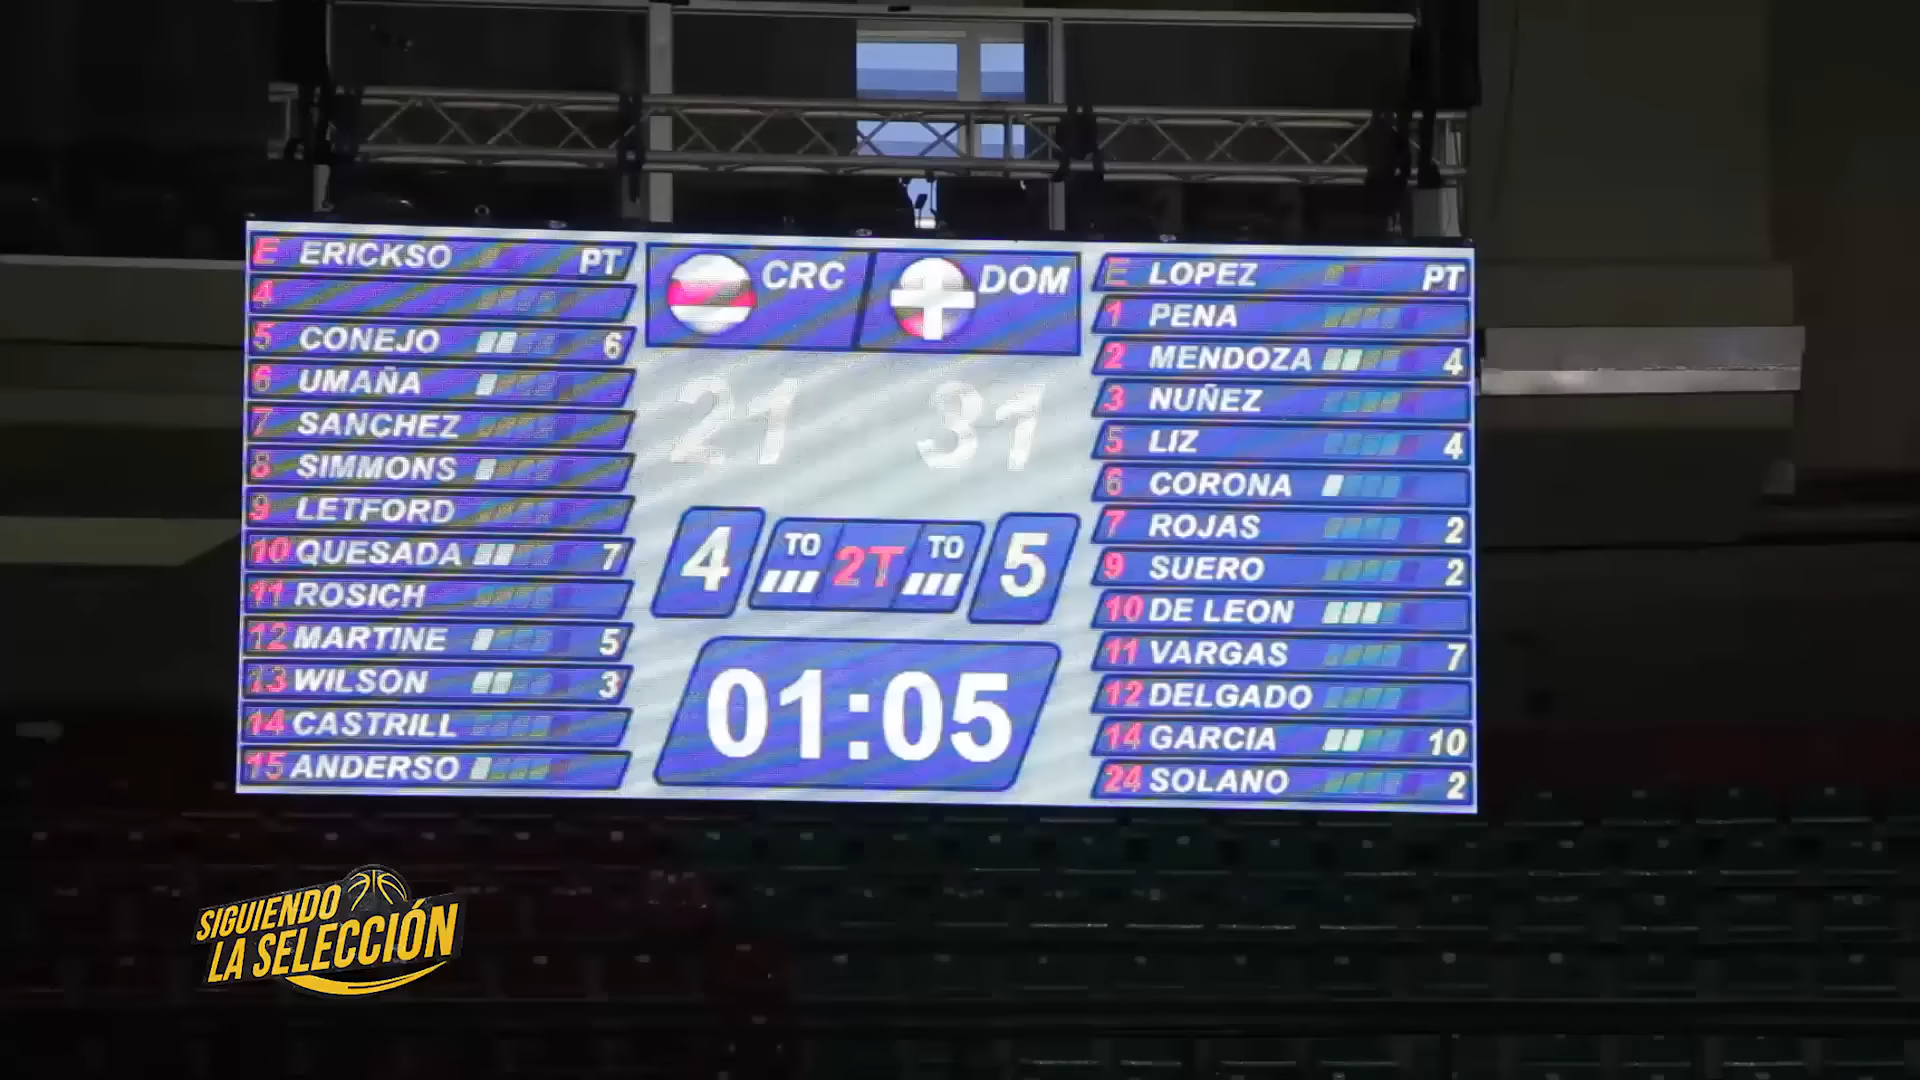 E ERICKSO PT
4
5 CONEJO 6
6 UMAÑA
7 SANCHEZ
8 SIMMONS
9 LETFORD
10 QUESADA 7
11 ROSICH
12 MARTINE 5
13 WILSON 3
14 CASTRILL
15 ANDERSO
CRC DOM
21 31
4 TO 2T TO 5
01:05
E LOPEZ PT
1 PENA
2 MENDOZA 4
3 NUÑEZ
5 LIZ 4
6 CORONA
7 ROJAS 2
9 SUERO 2
10 DE LEON
11 VARGAS 7
12 DELGADO
14 GARCIA 10
24 SOLANO 2
SIGUIENDO
LA SELECCIÓN